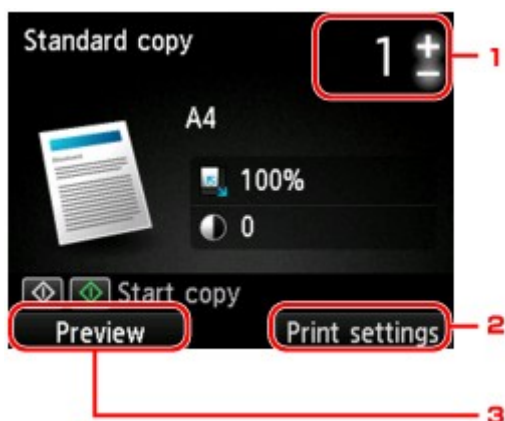 Standard copy
1 + −
1
A4
100%
0
Start copy
Preview
Print settings
2
3